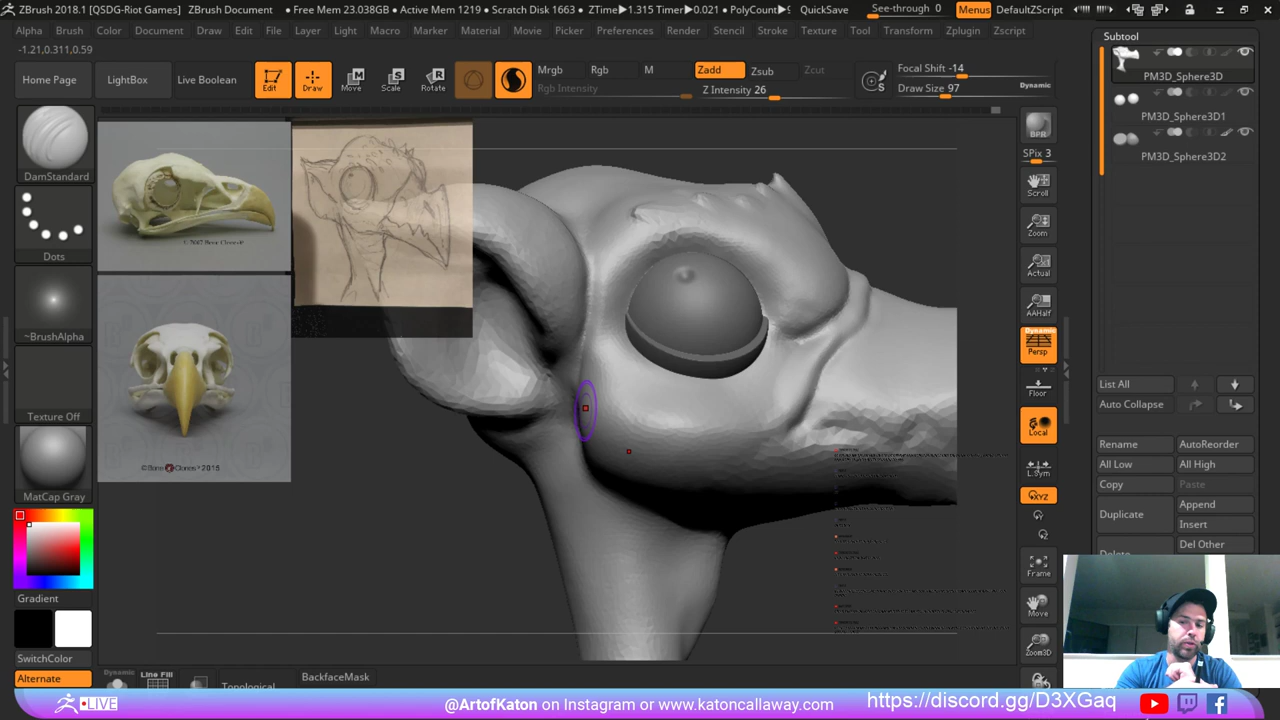 ZBrush 2018.1 [QSDG-Riot Games]
ZBrush Document
• Free Mem 23.038GB • Active Mem 1219 • Scratch Disk 1663 • ZTime▶1.315 Timer▶0.021 • PolyCount▶
QuickSave
See-through 0
Menus
DefaultZScript
Alpha Brush Color Document Draw Edit File Layer Light Macro Marker Material Movie Picker Preferences Render Stencil Stroke Texture Tool Transform Zplugin Zscript
-1.21,0.311,0.59
Home Page
LightBox
Live Boolean
Edit
Draw
Move
Scale
Rotate
Mrgb
Rgb
M
Rgb Intensity
Zadd
Zsub
Zcut
Z Intensity 26
Focal Shift -14
Draw Size 97
Dynamic
DamStandard
Dots
~BrushAlpha
Texture Off
MatCap Gray
Gradient
SwitchColor
Alternate
BPR
SPix 3
Scroll
Zoom
Actual
AAHalf
Dynamic
Persp
Floor
Local
L.Sym
XYZ
Frame
Move
Zoom3D
Subtool
PM3D_Sphere3D
PM3D_Sphere3D1
PM3D_Sphere3D2
List All
Auto Collapse
Rename
AutoReorder
All Low
All High
Copy
Paste
Duplicate
Append
Insert
Del Other
Dynamic
Line Fill
Topological
BackfaceMask
LIVE
@ArtofKaton on Instagram or www.katoncallaway.com
https://discord.gg/D3XGaq